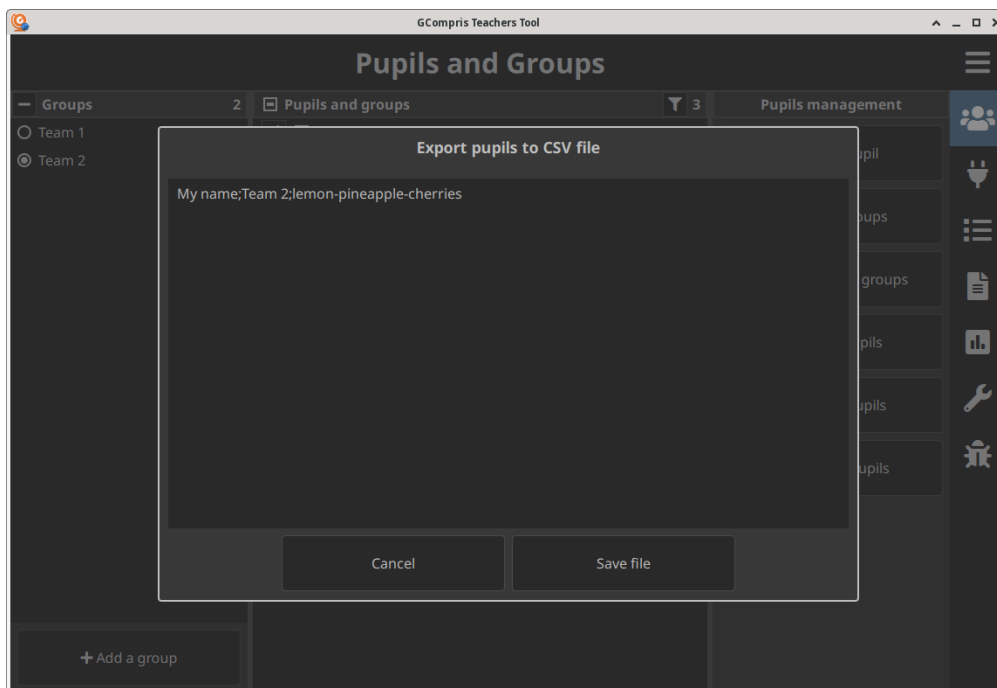 GCompris Teachers Tool
Pupils and Groups
Groups 2
Pupils and groups 3
Pupils management
Team 1
Team 2
Export pupils to CSV file
My name;Team 2;lemon-pineapple-cherries
groups
Cancel
Save file
Add a group